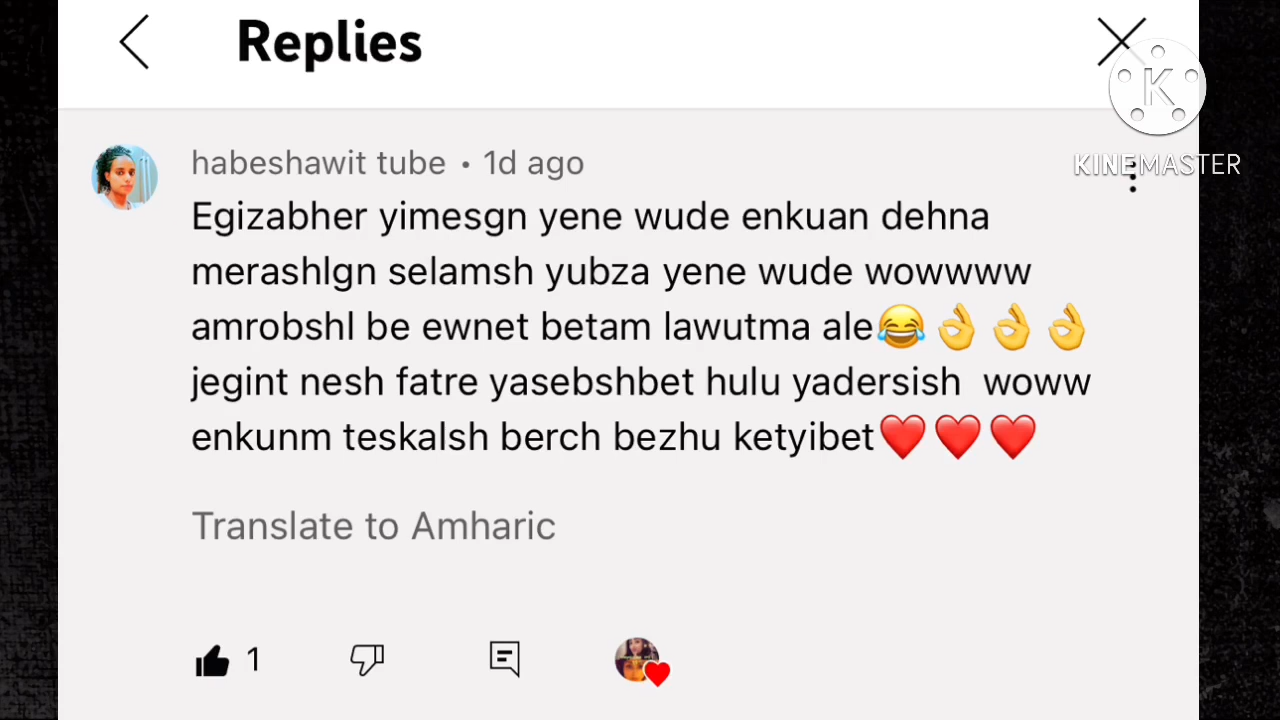 Replies
K
KINEMASTER
habeshawit tube • 1d ago
Egizabher yimesgn yene wude enkuan dehna
merashlgn selamsh yubza yene wude wowwww
amrobshl be ewnet betam lawutma ale😂👌👌👌
jegint nesh fatre yasebshbet hulu yadersish woww
enkunm teskalsh berch bezhu ketyibet❤️❤️❤️
Translate to Amharic
1